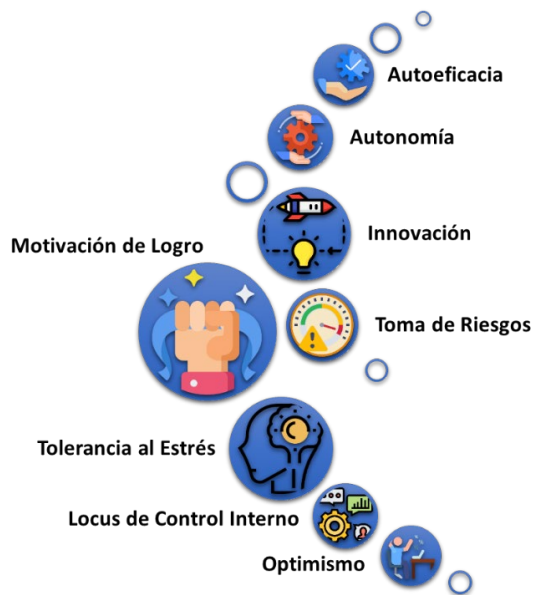 Autoeficacia
Autonomía
Innovación
Motivación de Logro
Toma de Riesgos
Tolerancia al Estrés
Locus de Control Interno
Optimismo